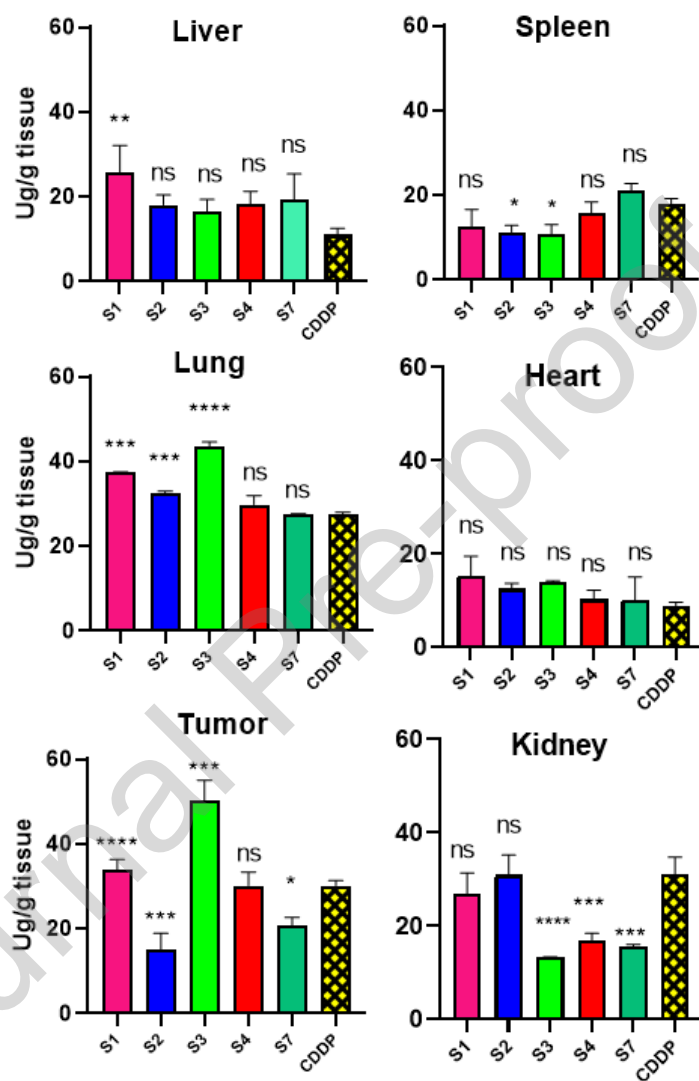 Liver
Ug/g tissue
60
40
20
0
**
ns
ns
ns
ns
S1
S2
S3
S4
S7
CDDP
Spleen
60
40
20
0
ns
*
*
ns
ns
S1
S2
S3
S4
S7
CDDP
Lung
Ug/g tissue
60
40
20
0
***
***
****
ns
ns
S1
S2
S3
S4
S7
CDDP
Heart
60
40
20
0
ns
ns
ns
ns
ns
S1
S2
S3
S4
S7
CDDP
Tumor
Ug/g tissue
60
40
20
0
****
***
***
ns
*
S1
S2
S3
S4
S7
CDDP
Kidney
60
40
20
0
ns
ns
****
***
***
S1
S2
S3
S4
S7
CDDP
urnal Pre-proof